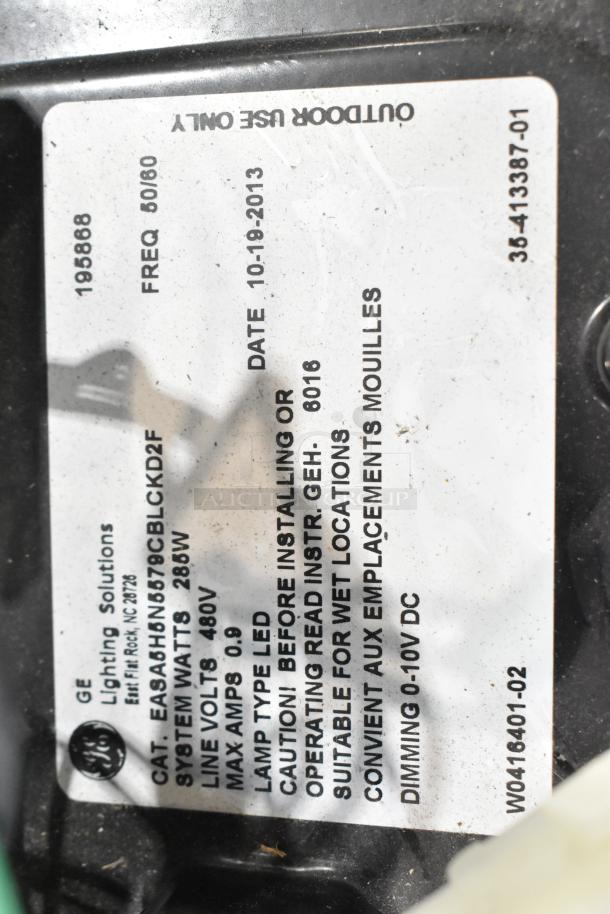 GE
Lighting Solutions
East Flat Rock, NC 28726
195868
CAT. EASA5H5N5579CBLCKD2F
SYSTEM WATTS 285W FREQ 50/60
LINE VOLTS 480V
MAX AMPS 0.9
LAMP TYPE LED DATE 10-19-2013
CAUTION! BEFORE INSTALLING OR
OPERATING READ INSTR. GEH- 6016
SUITABLE FOR WET LOCATIONS
CONVIENT AUX EMPLACEMENTS MOUILLES
DIMMING 0-10V DC
W0416401-02 35-413387-01
OUTDOOR USE ONLY
AUCTION GROUP